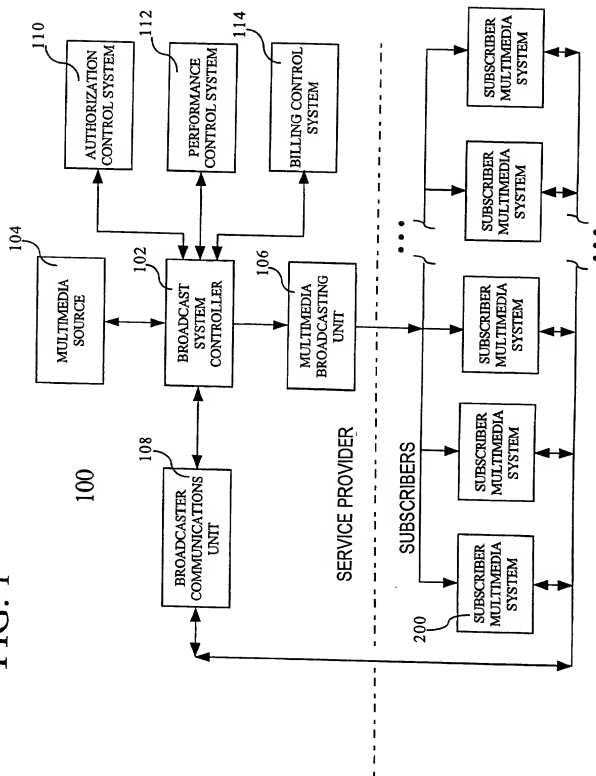 FIG. 1
100
MULTIMEDIA
SOURCE
104
BROADCAST
SYSTEM
CONTROLLER
102
MULTIMEDIA
BROADCASTING
UNIT
106
BROADCASTER
COMMUNICATIONS
UNIT
108
AUTHORIZATION
CONTROL SYSTEM
110
PERFORMANCE
CONTROL SYSTEM
112
BILLING CONTROL
SYSTEM
114
SERVICE PROVIDER
SUBSCRIBERS
200
SUBSCRIBER
MULTIMEDIA
SYSTEM
SUBSCRIBER
MULTIMEDIA
SYSTEM
SUBSCRIBER
MULTIMEDIA
SYSTEM
SUBSCRIBER
MULTIMEDIA
SYSTEM
SUBSCRIBER
MULTIMEDIA
SYSTEM